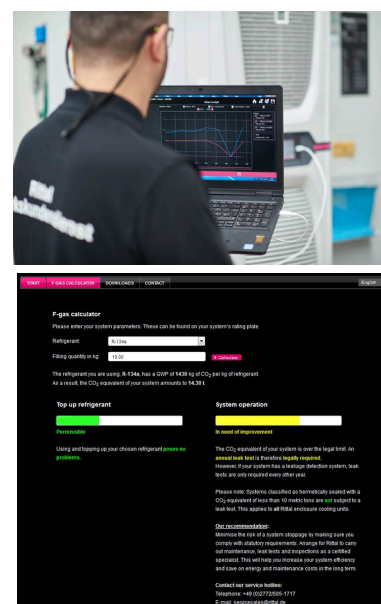 Rittal
START F-GAS CALCULATOR DOWNLOADS CONTACT English
F-gas calculator
Please enter your system parameters. These can be found on your system's rating plate.
Refrigerant: R-134a
Filling quantity in kg: 10.00 Calculate
The refrigerant you are using, R-134a, has a GWP of 1430 kg of CO2 per kg of refrigerant.
As a result, the CO2 equivalent of your system amounts to 14.30 t.
Top up refrigerant
Permissible
Using and topping up your chosen refrigerant poses no
problems.
System operation
In need of improvement
The CO2 equivalent of your system is over the legal limit. An
annual leak test is therefore legally required.
However, if your system has a leakage detection system, leak
tests are only required every other year.
Please note: Systems classified as hermetically sealed with a
CO2 equivalent of less than 10 metric tons are not subject to a
leak test. This applies to all Rittal enclosure cooling units.
Our recommendation:
Minimise the risk of a system stoppage by making sure you
comply with statutory requirements. Arrange for Rittal to carry
out maintenance, leak tests and inspections as a certified
specialist. This will help you increase your system efficiency
and save on energy and maintenance costs in the long term.
Contact our service hotline:
Telephone: +49 (0)2772/505-1717
E-mail: servicesales@rittal.de